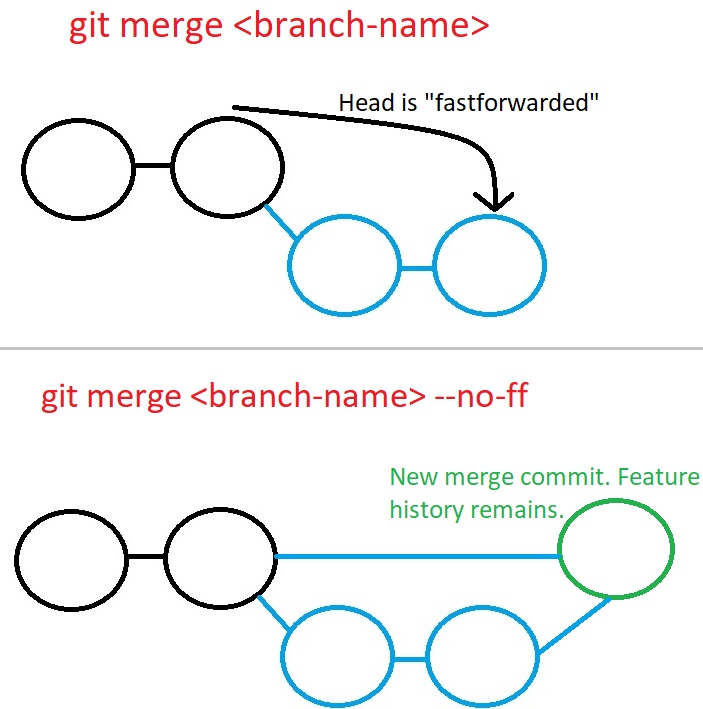 git merge <branch-name>
Head is "fastforwarded"
git merge <branch-name> --no-ff
New merge commit. Feature
history remains.